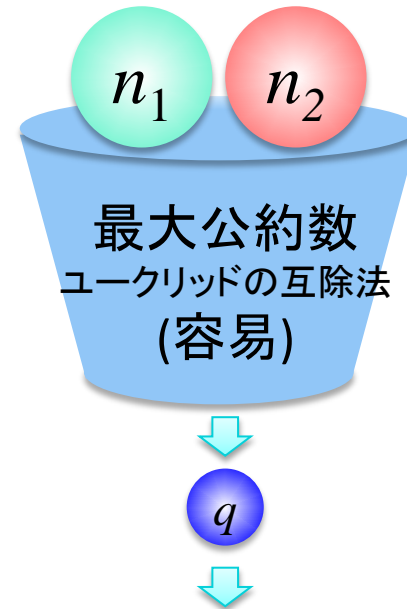 n1 n2
最大公約数
ユークリッドの互除法
(容易)
q